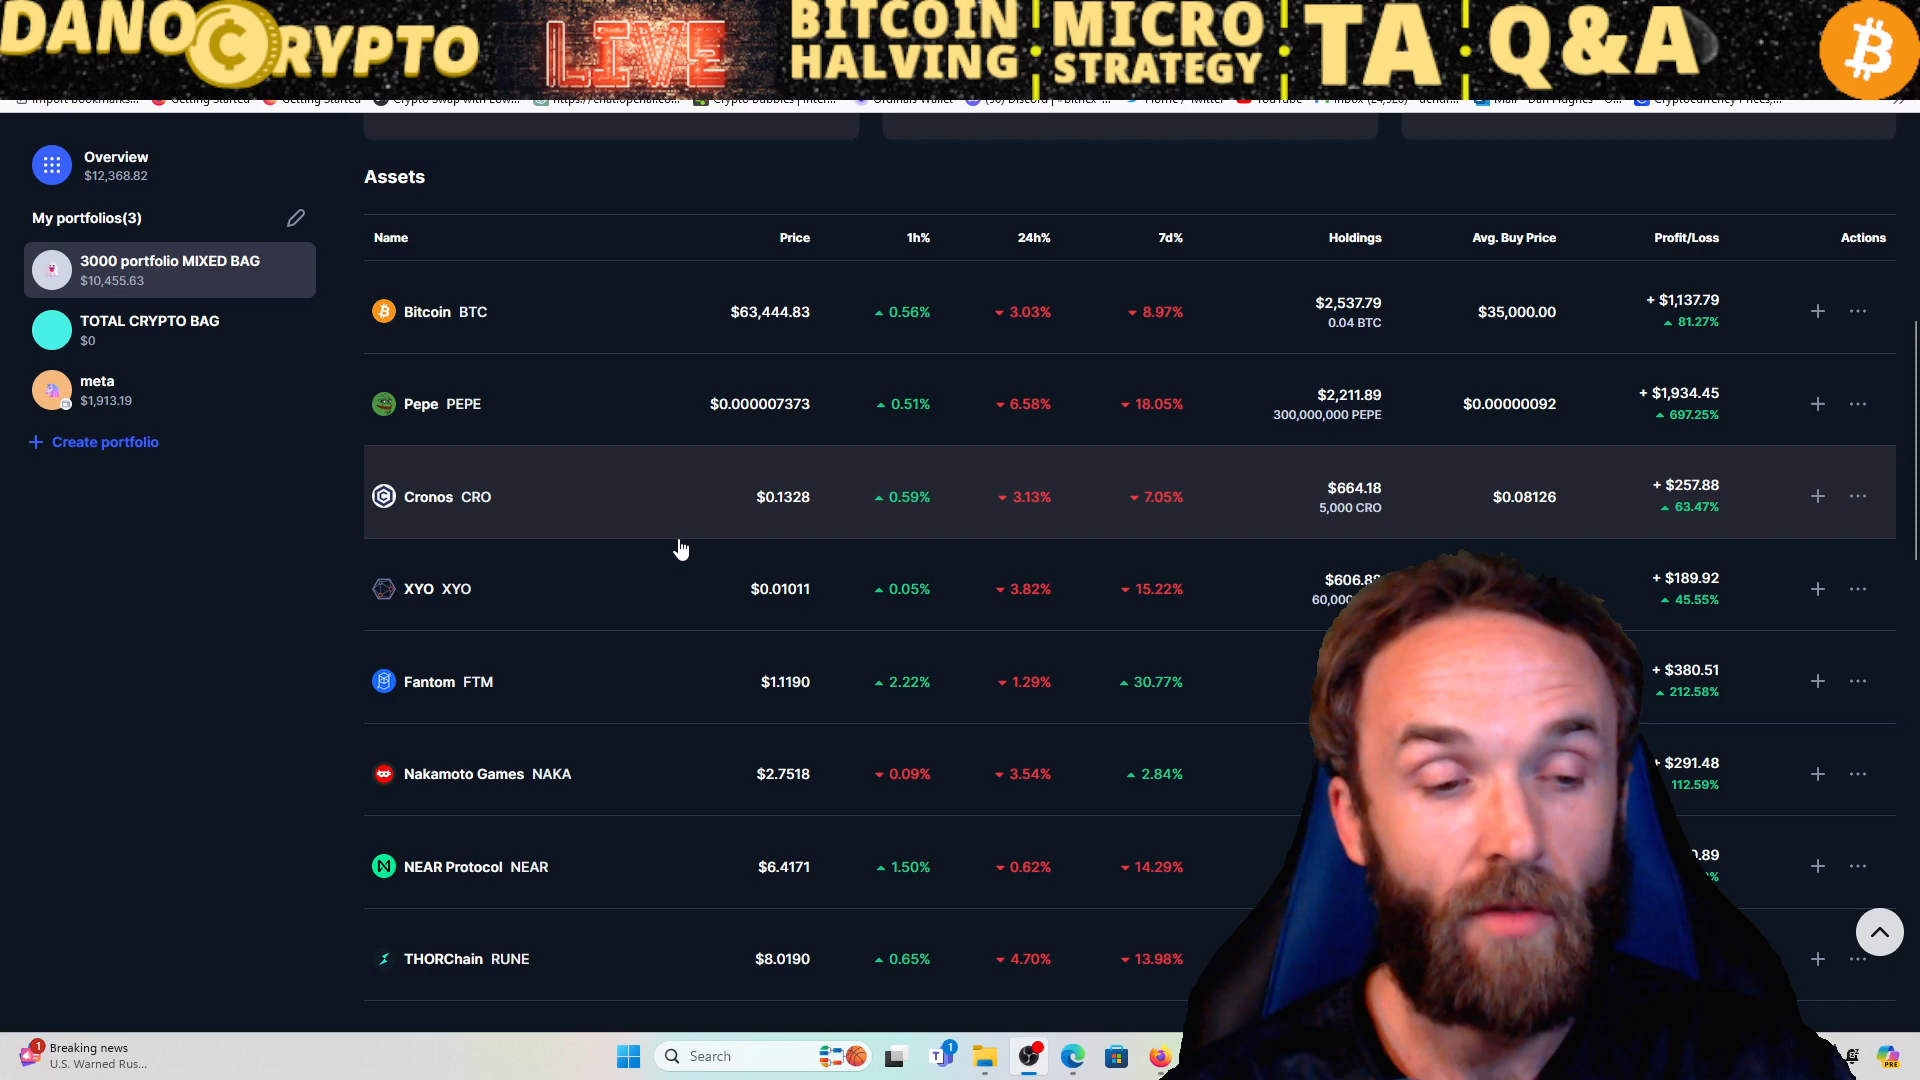 DANO CRYPTO
LIVE
BITCOIN HALVING
MICRO STRATEGY
TA
Q&A
Overview
$12,368.82
My portfolios(3)
3000 portfolio MIXED BAG
$10,455.63
TOTAL CRYPTO BAG
$0
meta
$1,913.19
+ Create portfolio
Assets
Name Price 1h% 24h% 7d% Holdings Avg. Buy Price Profit/Loss Actions
Bitcoin BTC $63,444.83 0.56% 3.03% 8.97% $2,537.79 0.04 BTC $35,000.00 + $1,137.79 81.27%
Pepe PEPE $0.000007373 0.51% 6.58% 18.05% $2,211.89 300,000,000 PEPE $0.00000092 + $1,934.45 697.25%
Cronos CRO $0.1328 0.59% 3.13% 7.05% $664.18 5,000 CRO $0.08126 + $257.88 63.47%
XYO XYO $0.01011 0.05% 3.82% 15.22% + $189.92 45.55%
Fantom FTM $1.1190 2.22% 1.29% 30.77% + $380.51 212.58%
Nakamoto Games NAKA $2.7518 0.09% 3.54% 2.84% + $291.48 112.59%
NEAR Protocol NEAR $6.4171 1.50% 0.62% 14.29%
THORChain RUNE $8.0190 0.65% 4.70% 13.98%
1
Breaking news
U.S. Warned Rus...
Search
1
PRE